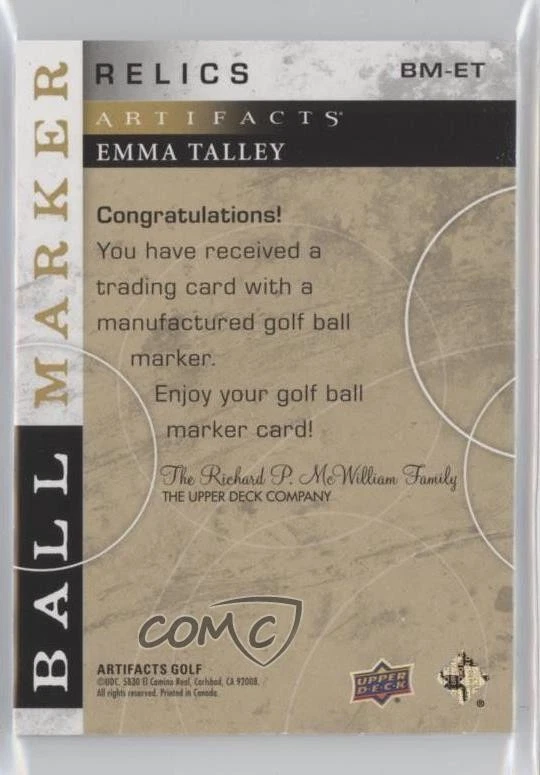 BALL MARKER
RELICS
BM-ET
ARTIFACTS
EMMA TALLEY
Congratulations!
You have received a
trading card with a
manufactured golf ball
marker.
Enjoy your golf ball
marker card!
The Richard P. McWilliam Family
THE UPPER DECK COMPANY
COMC
ARTIFACTS GOLF
©UDC. 5830 El Camino Real, Carlsbad, CA 92008.
All rights reserved. Printed in Canada.
UPPER
D·E·C·K
®